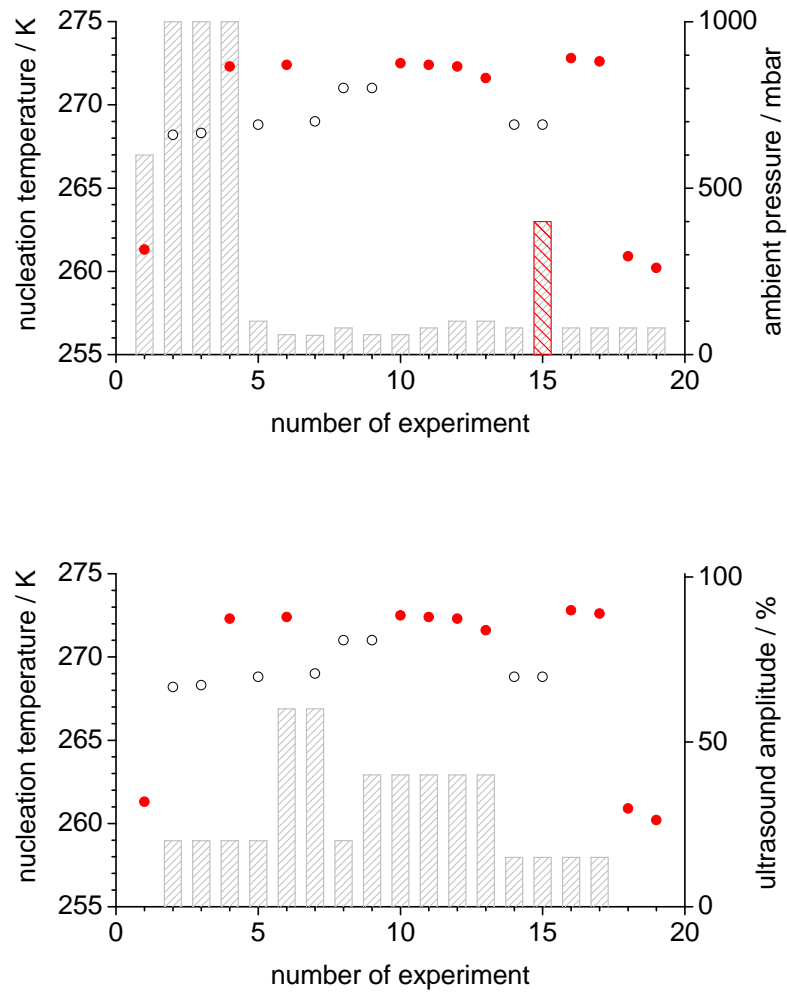 275
270
265
260
255
nucleation temperature / K
1000
500
0
ambient pressure / mbar
0 5 10 15 20
number of experiment
275
270
265
260
255
nucleation temperature / K
100
50
0
ultrasound amplitude / %
0 5 10 15 20
number of experiment